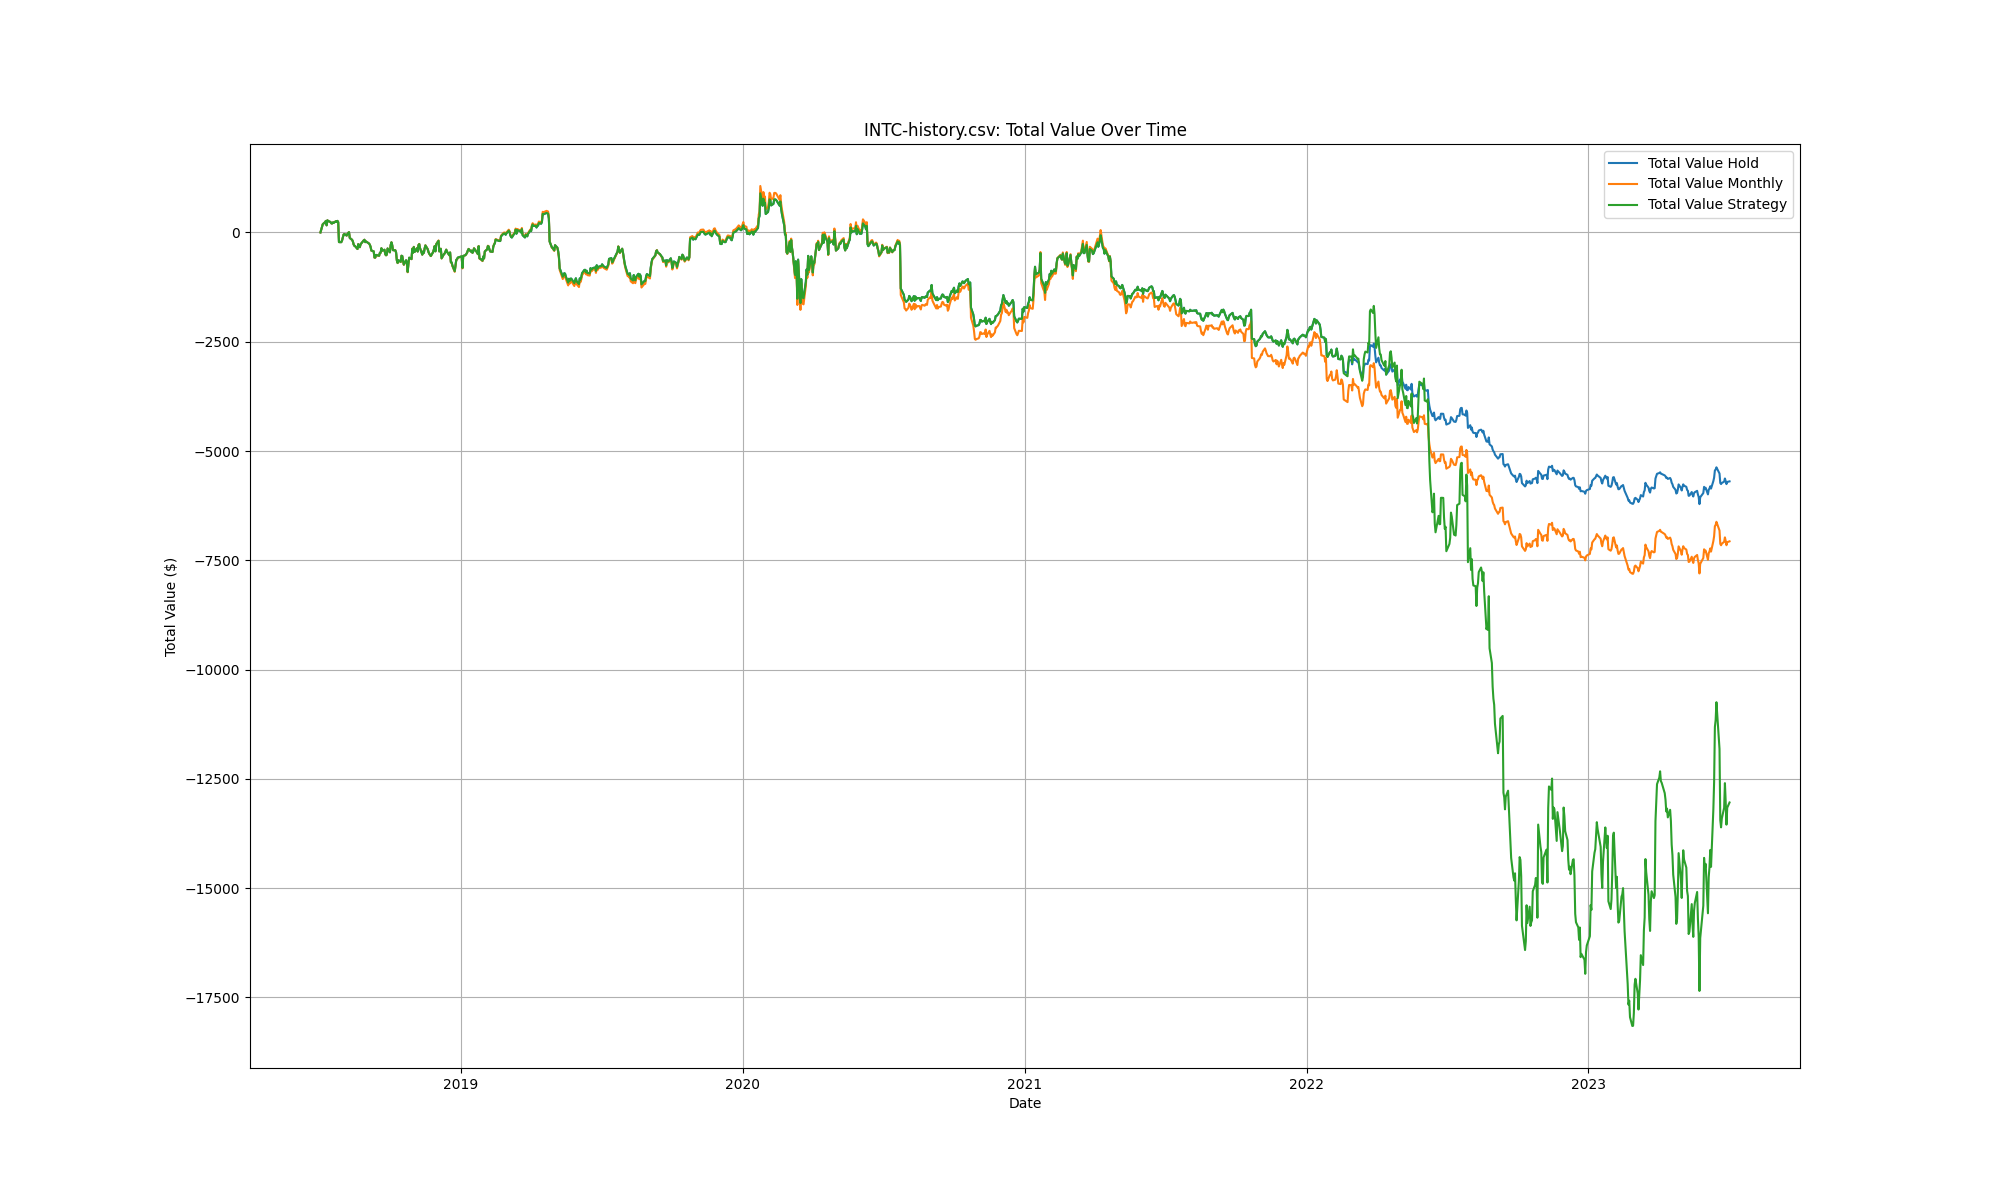 INTC-history.csv: Total Value Over Time
Total Value Hold
Total Value Monthly
Total Value Strategy
Total Value ($)
0
−2500
−5000
−7500
−10000
−12500
−15000
−17500
2019 2020 2021 2022 2023
Date